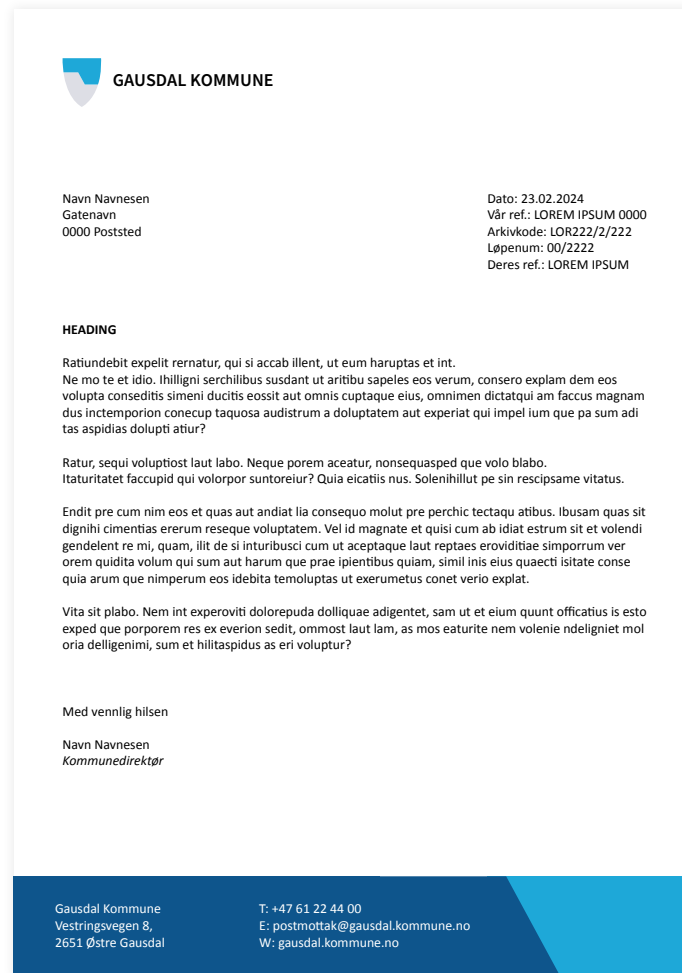 GAUSDAL KOMMUNE
Navn Navnesen
Gatenavn
0000 Poststed
Dato: 23.02.2024
Vår ref.: LOREM IPSUM 0000
Arkivkode: LOR222/2/222
Løpenum: 00/2222
Deres ref.: LOREM IPSUM
HEADING
Ratiundebit expelit rernatur, qui si accab illent, ut eum haruptas et int.
Ne mo te et idio. Ihilligni serchilibus susdant ut aritibu sapeles eos verum, consero explam dem eos
volupta conseditis simeni ducitis eossit aut omnis cuptaque eius, omnimen dictatqui am faccus magnam
dus inctemporion conecup taquosa audistrum a doluptatem aut experiat qui impel ium que pa sum adi
tas aspidias dolupti atiur?
Ratur, sequi voluptiost laut labo. Neque porem aceatur, nonsequasped que volo blabo.
Itaturitatet faccupid qui volorpor suntoreiur? Quia eicatiis nus. Solenihillut pe sin rescipsame vitatus.
Endit pre cum nim eos et quas aut andiat lia consequo molut pre perchic tectaqu atibus. Ibusam quas sit
dignihi cimentias ererum reseque voluptatem. Vel id magnate et quisi cum ab idiat estrum sit et volendi
gendelent re mi, quam, ilit de si inturibusci cum ut aceptaque laut reptaes eroviditiae simporrum ver
orem quidita volum qui sum aut harum que prae ipientibus quiam, simil inis eius quaecti isitate conse
quia arum que nimperum eos idebita temoluptas ut exerumetus conet verio explat.
Vita sit plabo. Nem int experoviti dolorepuda dolliquae adigentet, sam ut et eium quunt officatius is esto
exped que porporem res ex everion sedit, ommost laut lam, as mos eaturite nem volenie ndeligniet mol
oria delligenimi, sum et hilitaspidus as eri voluptur?
Med vennlig hilsen
Navn Navnesen
Kommunedirektør
Gausdal Kommune
Vestringsvegen 8,
2651 Østre Gausdal
T: +47 61 22 44 00
E: postmottak@gausdal.kommune.no
W: gausdal.kommune.no